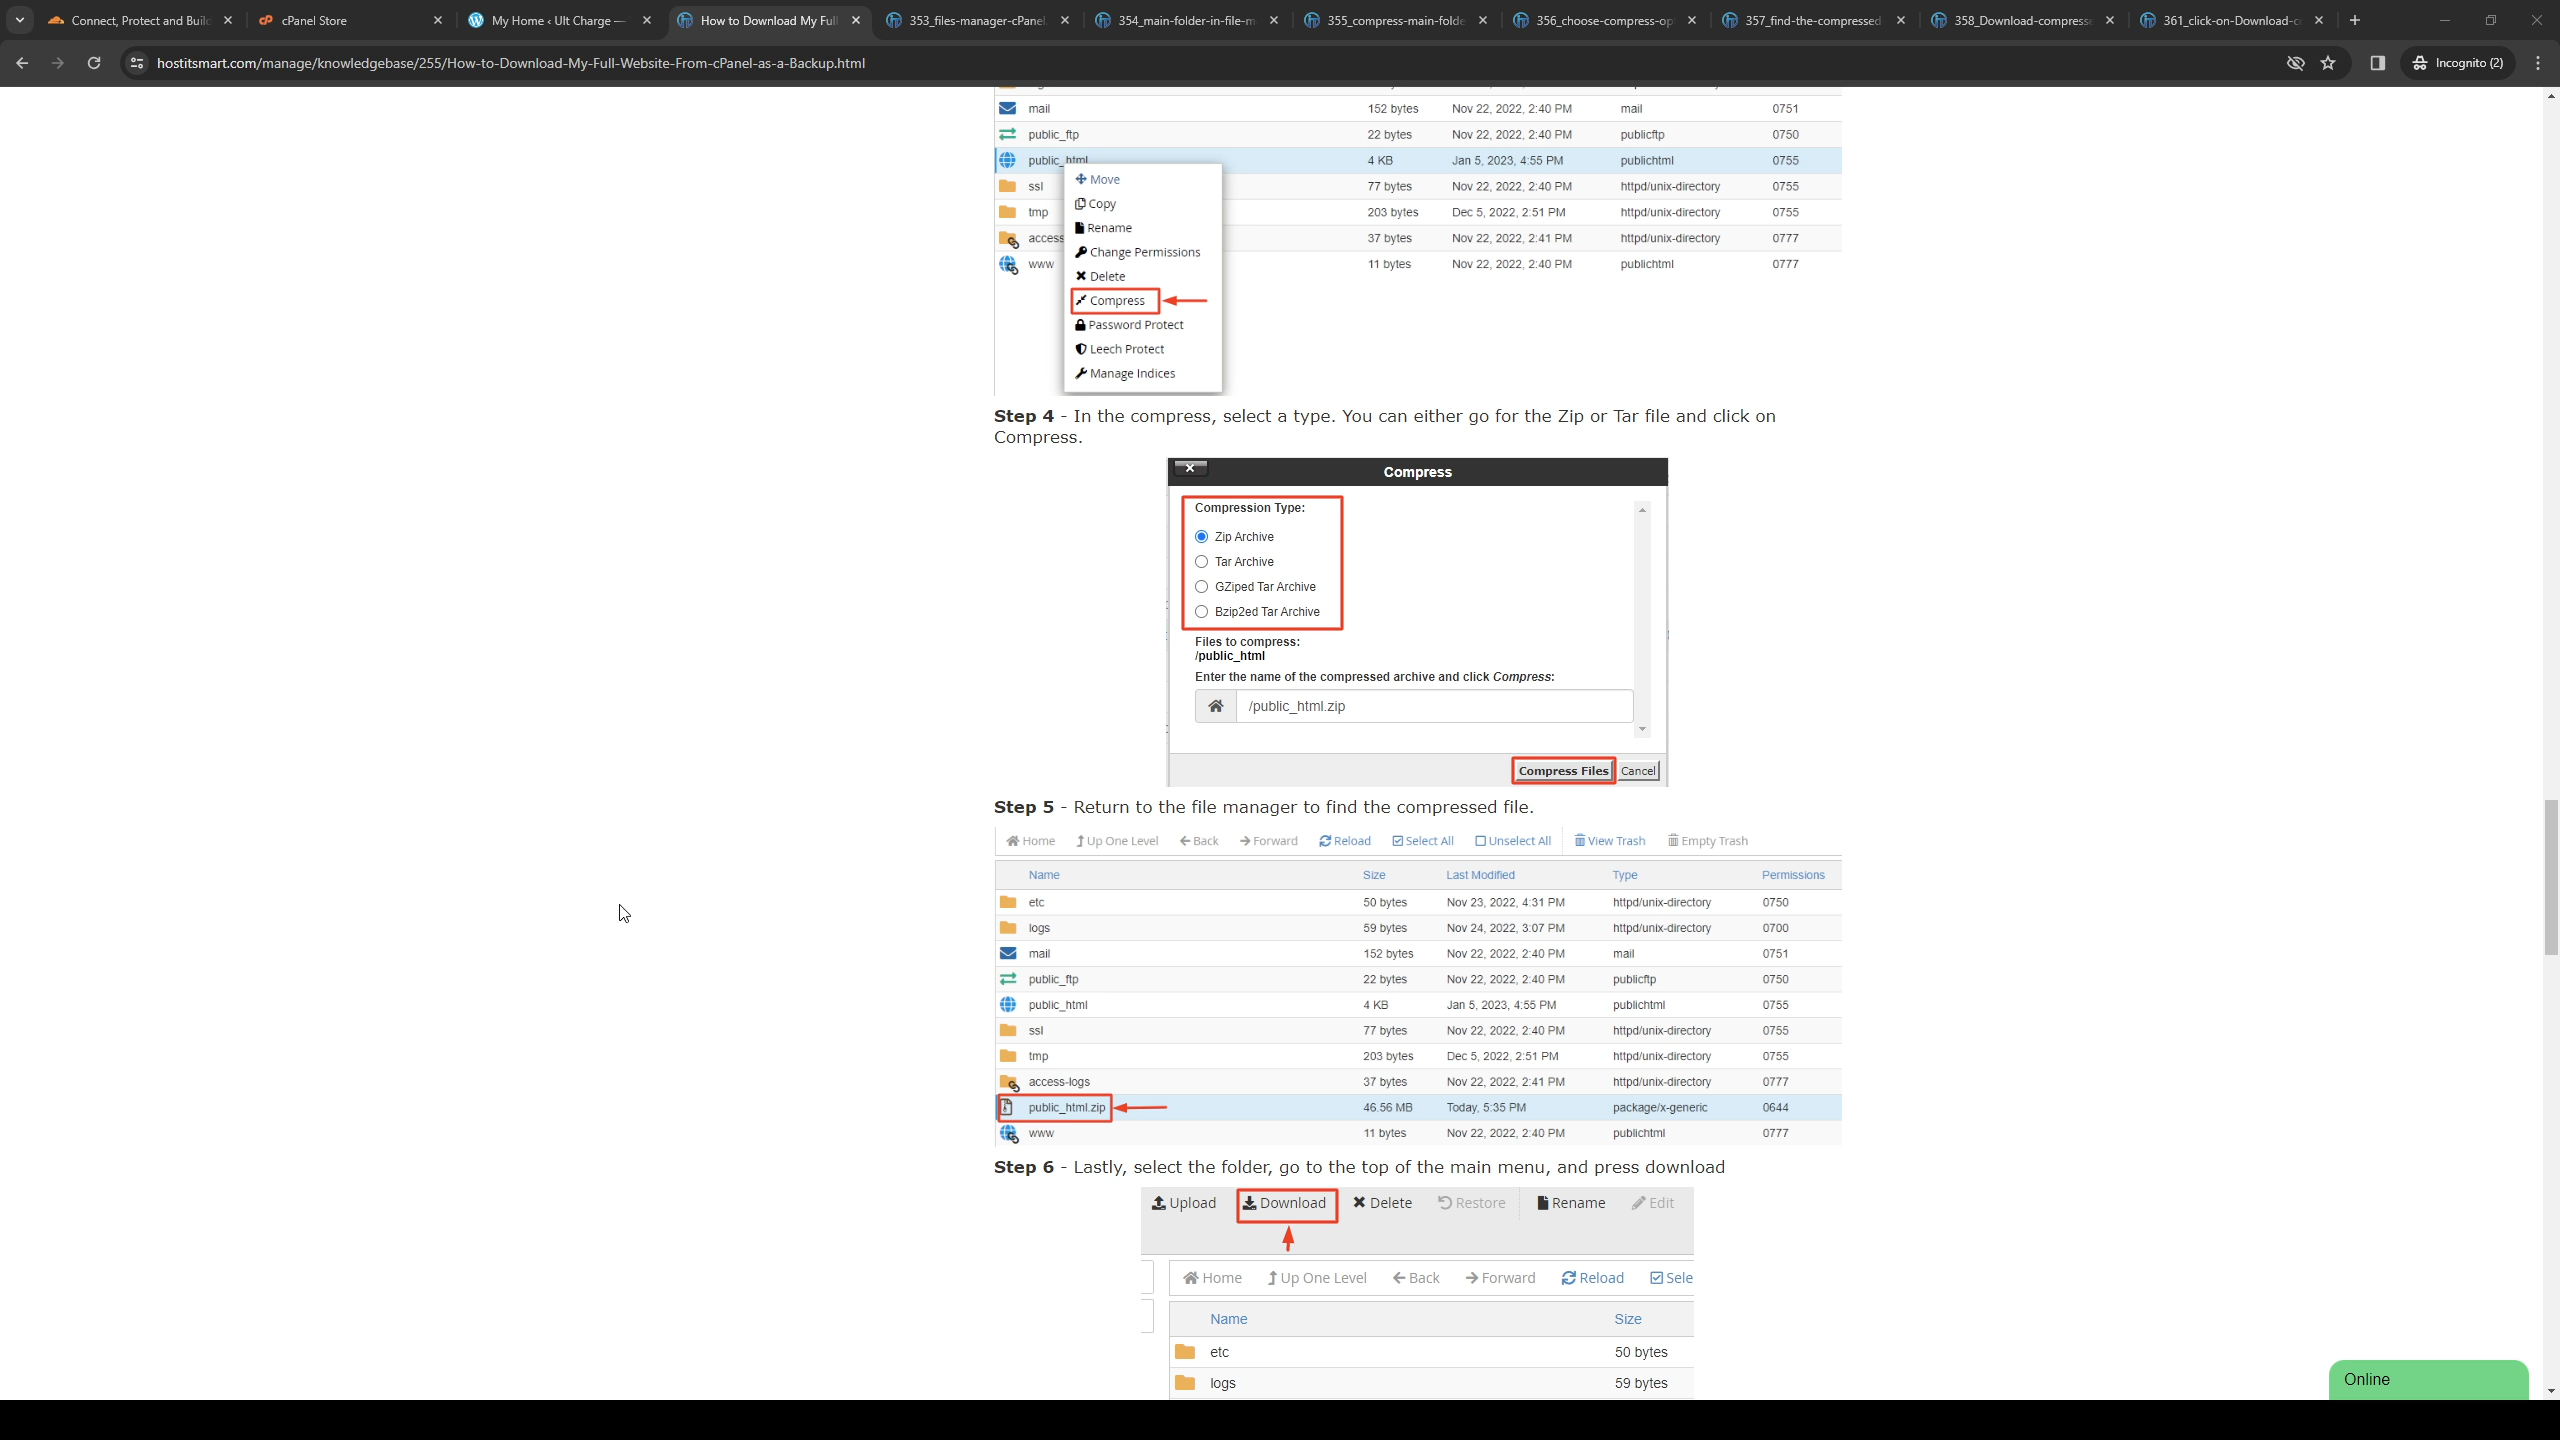 Connect, Protect and Buil
cPanel Store
My Home ‹ Ult Charge —
How to Download My Full
353_files-manager-cPanel.
354_main-folder-in-file-m
355_compress-main-folde
356_choose-compress-op
357_find-the-compressed
358_Download-compress
361_click-on-Download-c
hostitsmart.com/manage/knowledgebase/255/How-to-Download-My-Full-Website-From-cPanel-as-a-Backup.html
Incognito (2)
mail 152 bytes Nov 22, 2022, 2:40 PM mail 0751
public_ftp 22 bytes Nov 22, 2022, 2:40 PM publicftp 0750
public_html 4 KB Jan 5, 2023, 4:55 PM publichtml 0755
ssl 77 bytes Nov 22, 2022, 2:40 PM httpd/unix-directory 0755
tmp 203 bytes Dec 5, 2022, 2:51 PM httpd/unix-directory 0755
access 37 bytes Nov 22, 2022, 2:41 PM httpd/unix-directory 0777
www 11 bytes Nov 22, 2022, 2:40 PM publichtml 0777
Move
Copy
Rename
Change Permissions
Delete
Compress
Password Protect
Leech Protect
Manage Indices
Step 4 - In the compress, select a type. You can either go for the Zip or Tar file and click on
Compress.
Compress
Compression Type:
Zip Archive
Tar Archive
GZiped Tar Archive
Bzip2ed Tar Archive
Files to compress:
/public_html
Enter the name of the compressed archive and click Compress:
/public_html.zip
Compress Files Cancel
Step 5 - Return to the file manager to find the compressed file.
Home Up One Level Back Forward Reload Select All Unselect All View Trash Empty Trash
Name Size Last Modified Type Permissions
etc 50 bytes Nov 23, 2022, 4:31 PM httpd/unix-directory 0750
logs 59 bytes Nov 24, 2022, 3:07 PM httpd/unix-directory 0700
mail 152 bytes Nov 22, 2022, 2:40 PM mail 0751
public_ftp 22 bytes Nov 22, 2022, 2:40 PM publicftp 0750
public_html 4 KB Jan 5, 2023, 4:55 PM publichtml 0755
ssl 77 bytes Nov 22, 2022, 2:40 PM httpd/unix-directory 0755
tmp 203 bytes Dec 5, 2022, 2:51 PM httpd/unix-directory 0755
access-logs 37 bytes Nov 22, 2022, 2:41 PM httpd/unix-directory 0777
public_html.zip 46.56 MB Today, 5:35 PM package/x-generic 0644
www 11 bytes Nov 22, 2022, 2:40 PM publichtml 0777
Step 6 - Lastly, select the folder, go to the top of the main menu, and press download
Upload Download Delete Restore Rename Edit
Home Up One Level Back Forward Reload Sele
Name Size
etc 50 bytes
logs 59 bytes
Online